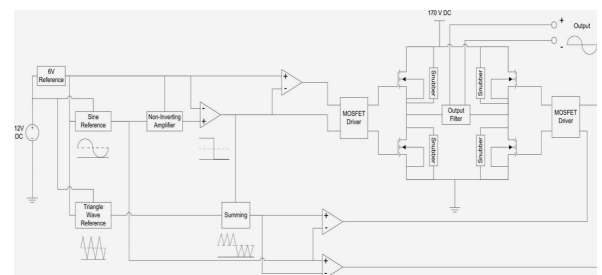 170 V DC
Output
+
-
6V
Reference
12V
DC
+
-
Sine
Reference
Non-Inverting
Amplifier
-
+
+
-
MOSFET
Driver
Snubber
Snubber
Output
Filter
Snubber
Snubber
MOSFET
Driver
Triangle
Wave
Reference
Summing
+
-
+
-